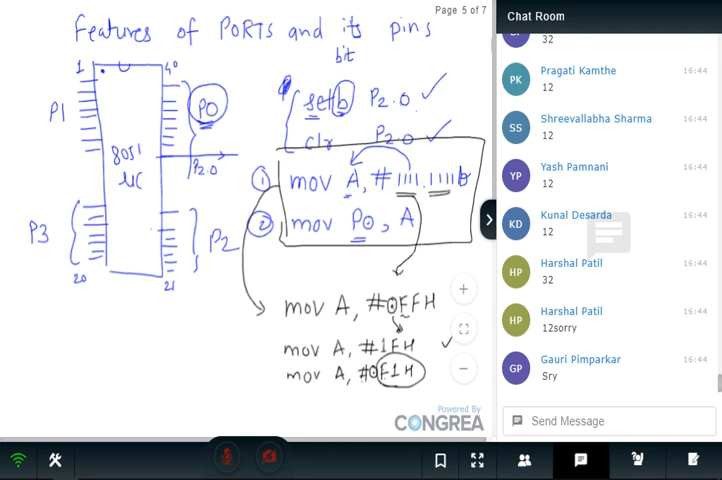 Page 5 of 7
Features of PORTS and its pins
bit
1
40
P1
P0
setb P2.0
clr P2.0
8051
μC
P2.0
1 mov A, #1111 1111b
2 mov P0, A
P3
P2
20
21
mov A, #0FFH
mov A, #1FH
mov A, #0F1H
Powered By
CONGREA
Chat Room
32
PK
Pragati Kamthe
16:44
12
SS
Shreevallabha Sharma
16:44
12
YP
Yash Pamnani
16:44
12
KD
Kunal Desarda
16:44
12
HP
Harshal Patil
16:44
32
HP
Harshal Patil
16:44
12sorry
GP
Gauri Pimparkar
16:44
Sry
Send Message